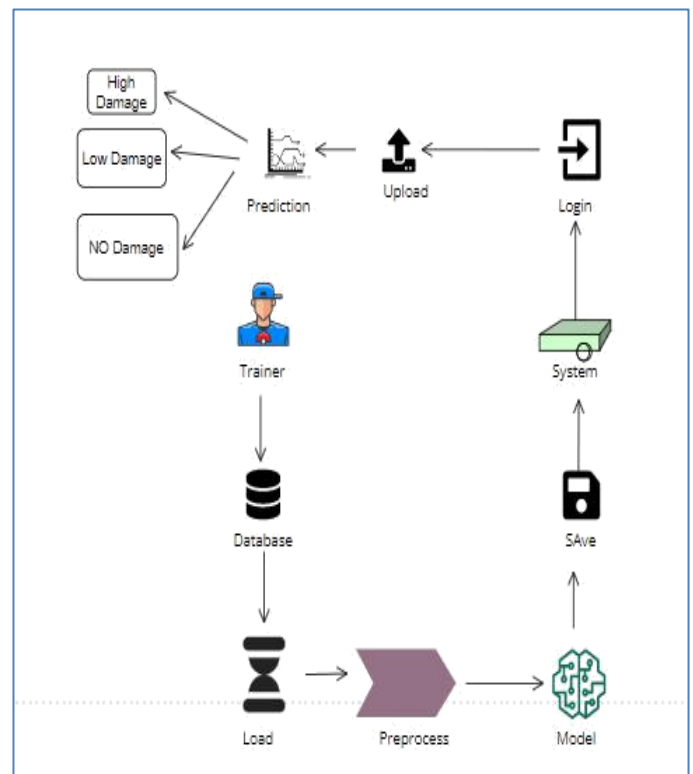 High
Damage
Low Damage
NO Damage
Prediction
Upload
Login
Trainer
System
Database
SAve
Load
Preprocess
Model